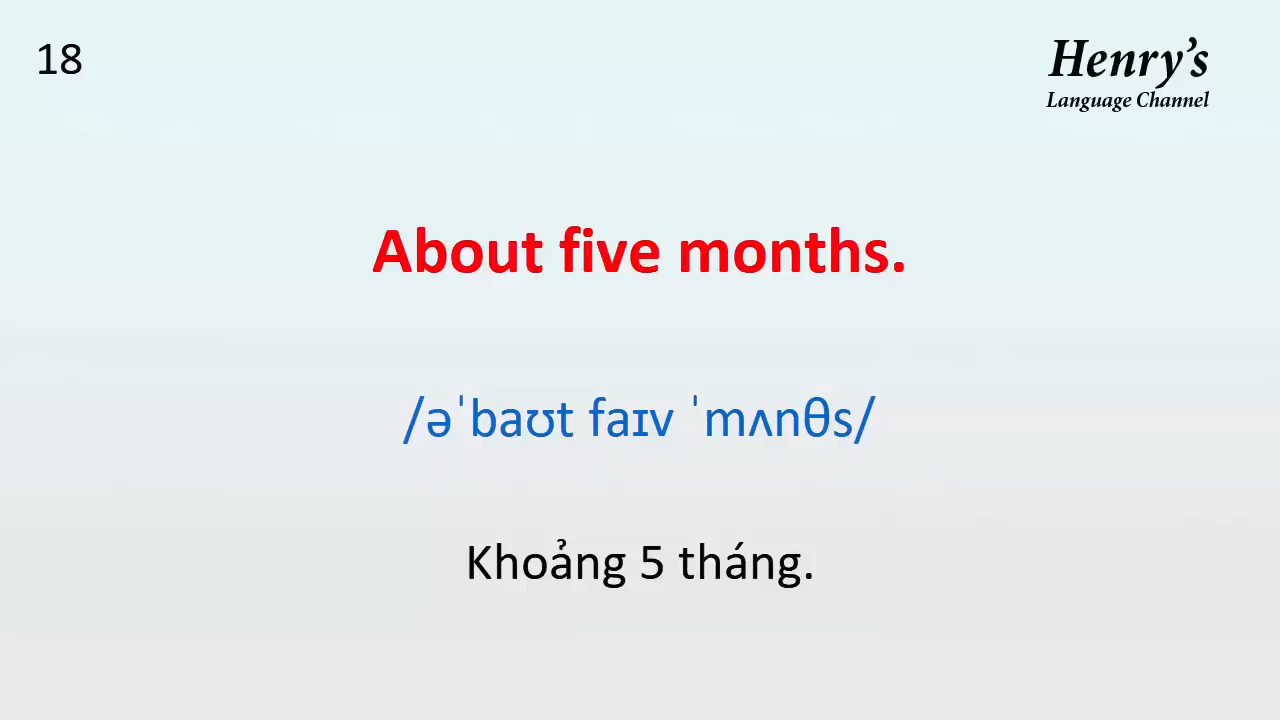 18
Henry’s
Language Channel
About five months.
/əˈbaʊt faɪv ˈmʌnθs/
Khoảng 5 tháng.